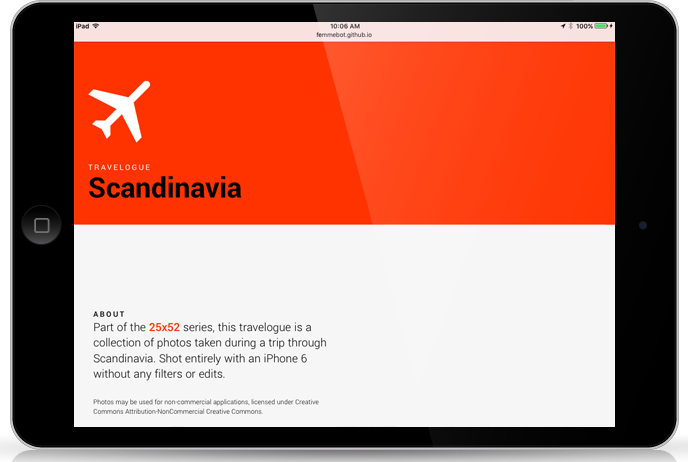 iPad 10:06 AM 100%
femmebot.github.io
TRAVELOGUE
Scandinavia
ABOUT
Part of the 25x52 series, this travelogue is a
collection of photos taken during a trip through
Scandinavia. Shot entirely with an iPhone 6
without any filters or edits.
Photos may be used for non-commercial applications, licensed under Creative
Commons Attribution-NonCommercial Creative Commons.